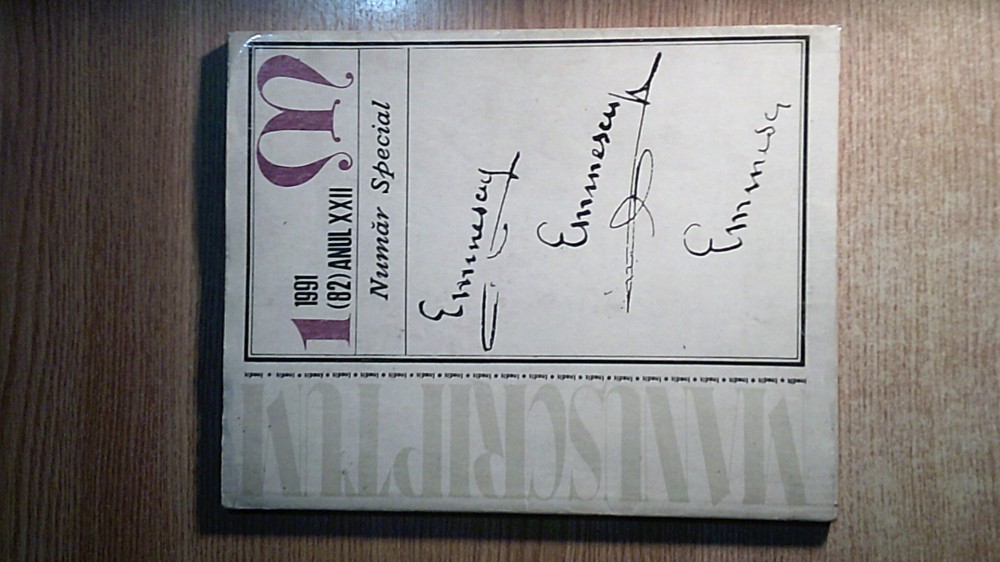 MANUSCRIPTUM
1 1991
(82) ANUL XXII
M
Număr Special
Eminescu
Eminescu
Eminescu